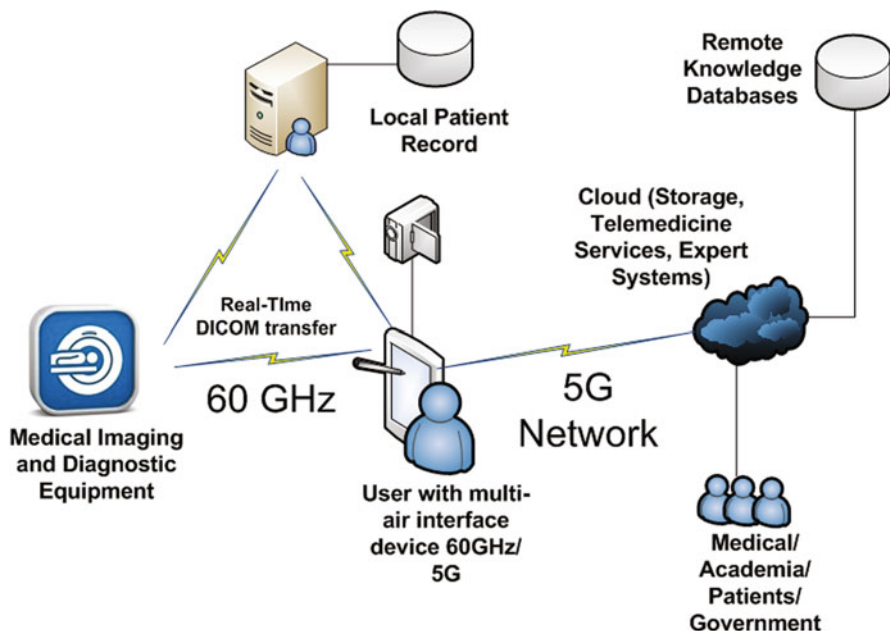 Local Patient
Record
Remote
Knowledge
Databases
Cloud (Storage,
Telemedicine
Services, Expert
Systems)
Real-TIme
DICOM transfer
60 GHz
5G
Network
Medical Imaging
and Diagnostic
Equipment
User with multi-
air interface
device 60GHz/
5G
Medical/
Academia/
Patients/
Government